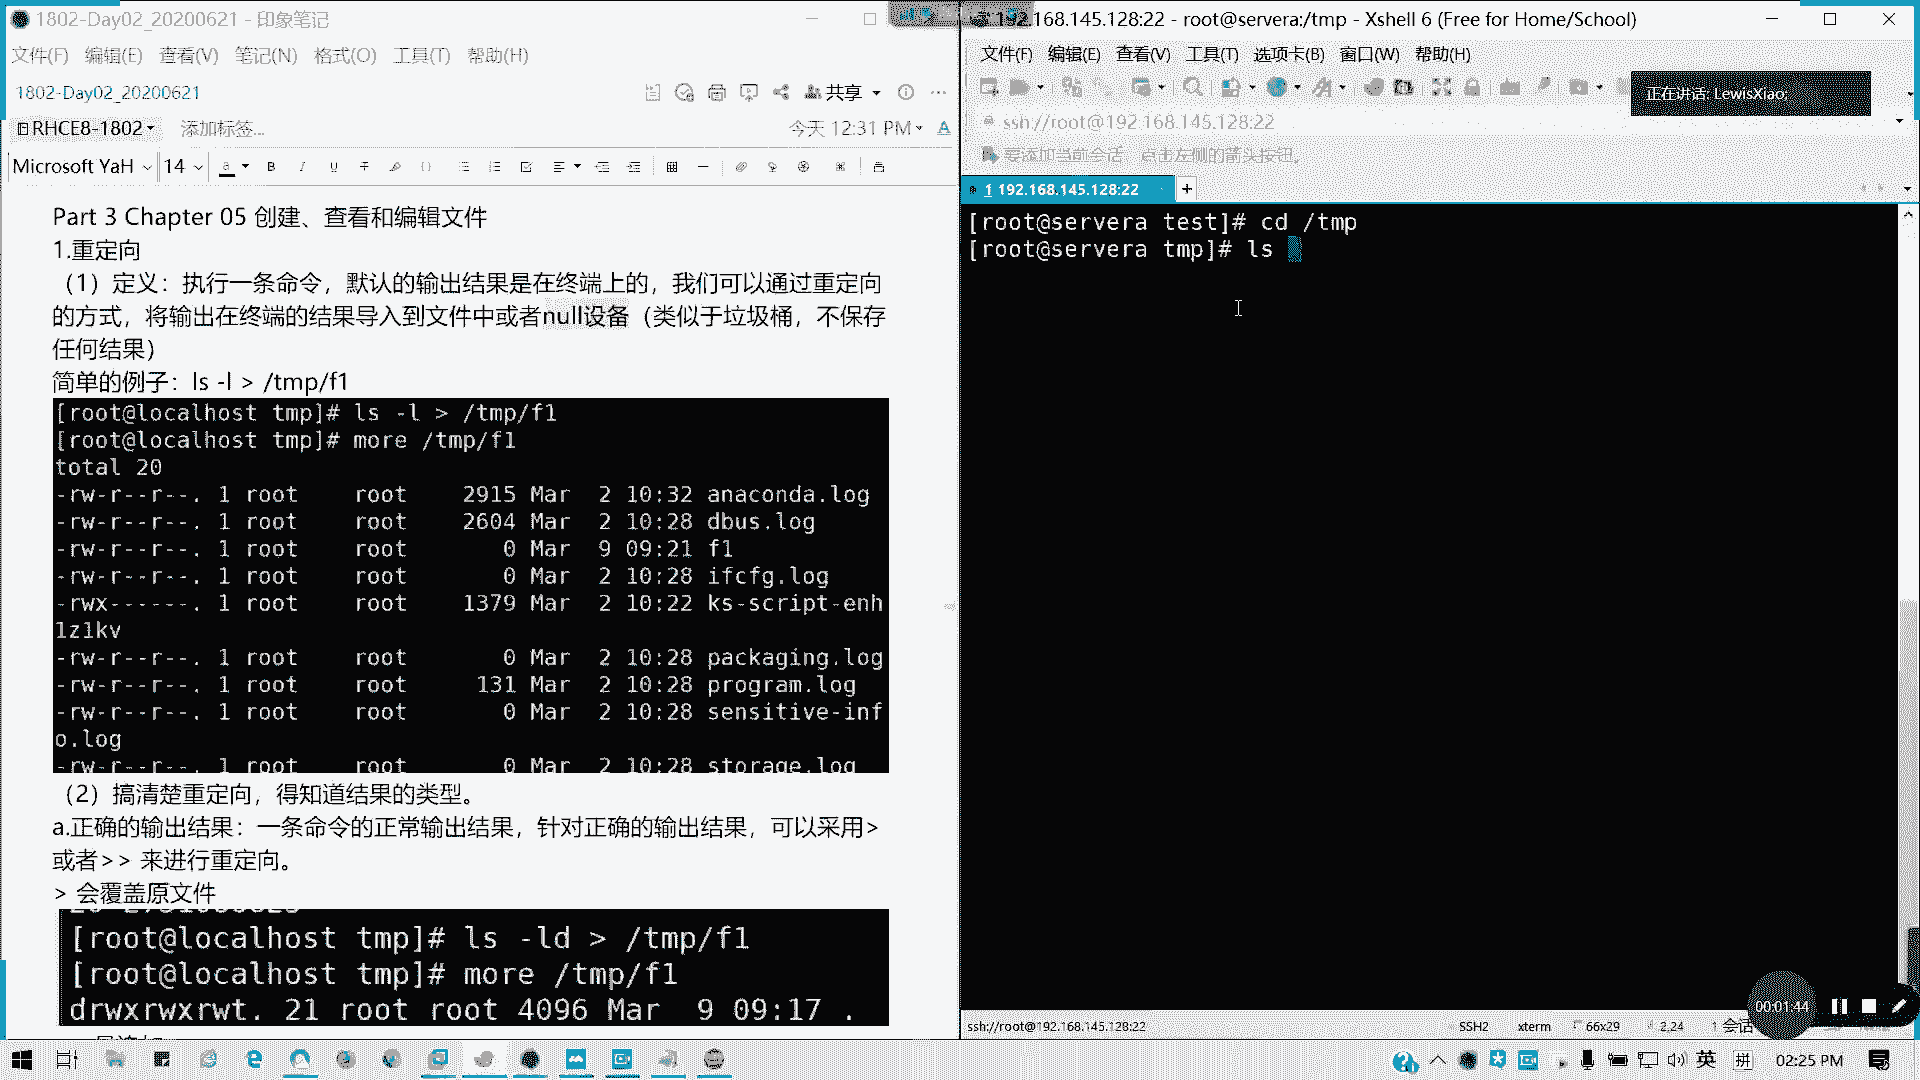 1802-Day02_20200621 - 印象笔记
文件(F) 编辑(E) 查看(V) 笔记(N) 格式(O) 工具(T) 帮助(H)
1802-Day02_20200621
共享
RHCE8-1802
添加标签...
今天 12:31 PM
Microsoft YaH
14
Part 3 Chapter 05 创建、查看和编辑文件
1.重定向
（1）定义：执行一条命令，默认的输出结果是在终端上的，我们可以通过重定向
的方式，将输出在终端的结果导入到文件中或者null设备（类似于垃圾桶，不保存
任何结果）
简单的例子：ls -l > /tmp/f1
[root@localhost tmp]# ls -l > /tmp/f1
[root@localhost tmp]# more /tmp/f1
total 20
-rw-r--r--. 1 root root 2915 Mar 2 10:32 anaconda.log
-rw-r--r--. 1 root root 2604 Mar 2 10:28 dbus.log
-rw-r--r--. 1 root root 0 Mar 9 09:21 f1
-rw-r--r--. 1 root root 0 Mar 2 10:28 ifcfg.log
-rwx------. 1 root root 1379 Mar 2 10:22 ks-script-enh
1z1kv
-rw-r--r--. 1 root root 0 Mar 2 10:28 packaging.log
-rw-r--r--. 1 root root 131 Mar 2 10:28 program.log
-rw-r--r--. 1 root root 0 Mar 2 10:28 sensitive-inf
o.log
-rw-r--r--. 1 root root 0 Mar 2 10:28 storage.log
（2）搞清楚重定向，得知道结果的类型。
a.正确的输出结果：一条命令的正常输出结果，针对正确的输出结果，可以采用>
或者>> 来进行重定向。
> 会覆盖原文件
[root@localhost tmp]# ls -ld > /tmp/f1
[root@localhost tmp]# more /tmp/f1
drwxrwxrwt. 21 root root 4096 Mar 9 09:17 .
192.168.145.128:22 - root@servera:/tmp - Xshell 6 (Free for Home/School)
文件(F) 编辑(E) 查看(V) 工具(T) 选项卡(B) 窗口(W) 帮助(H)
正在讲话: LewisXiao;
ssh://root@192.168.145.128:22
要添加当前会话，点击左侧的箭头按钮。
1 192.168.145.128:22
[root@servera test]# cd /tmp
[root@servera tmp]# ls
00:01:44
ssh://root@192.168.145.128:22
SSH2
xterm
66x29
2,24
1 会话
英
拼
02:25 PM